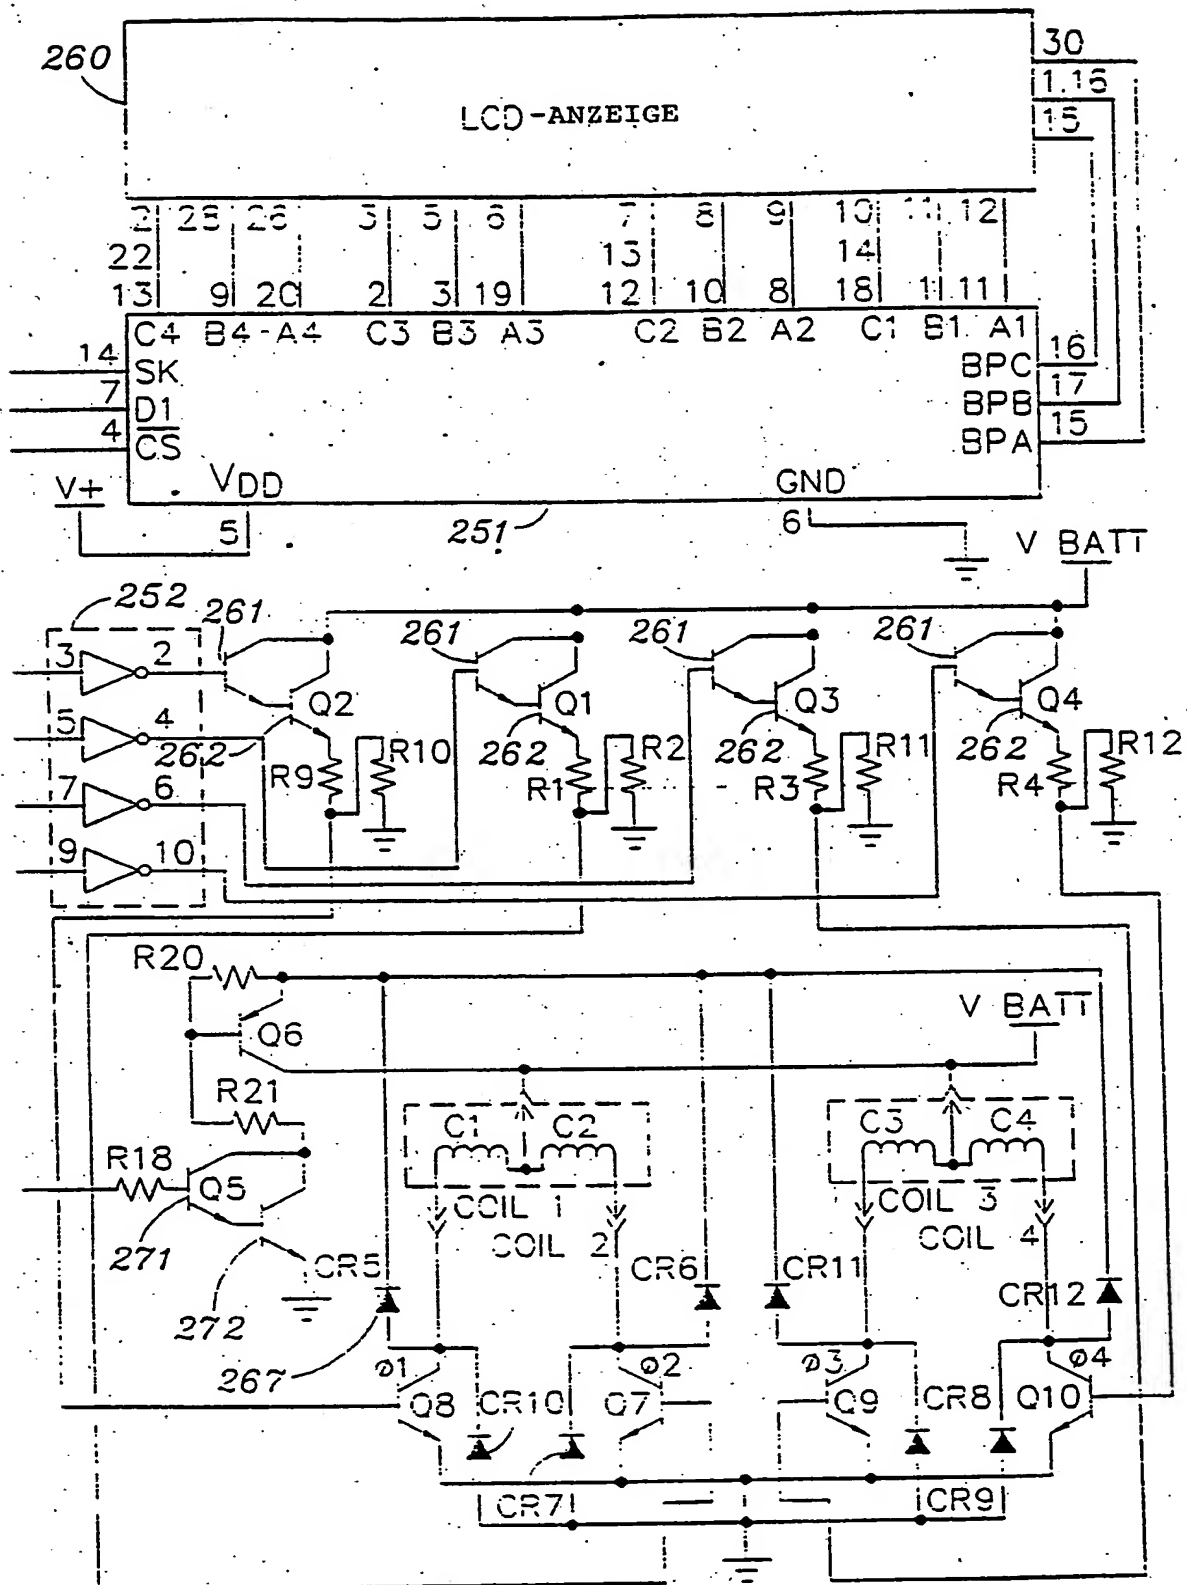 260
30
1.16
15
LCD-ANZEIGE
2 25 26 3 5 6 7 8 9 10 11 12
22 13 14
13 9 20 2 3 19 12 10 8 18 1 11
C4 B4 A4 C3 B3 A3 C2 B2 A2 C1 B1 A1
14 SK BPC 16
7 D1 BPB 17
4 CS BPA 15
V+ VDD GND
5 251 6
V BATT
252 261 261 261 261
3 2
5 4
7 6
9 10
Q2 Q1 Q3 Q4
262 262 262 262
R9 R10 R1 R2 R3 R11 R4 R12
R20
V BATT
Q6
R21
C1 C2 C3 C4
R18 Q5
COIL 1 COIL 3
COIL 2 COIL 4
271
CR5 CR6 CR11 CR12
272
267
ø1 ø2 ø3 ø4
Q8 CR10 Q7 Q9 CR8 Q10
CR7 CR9